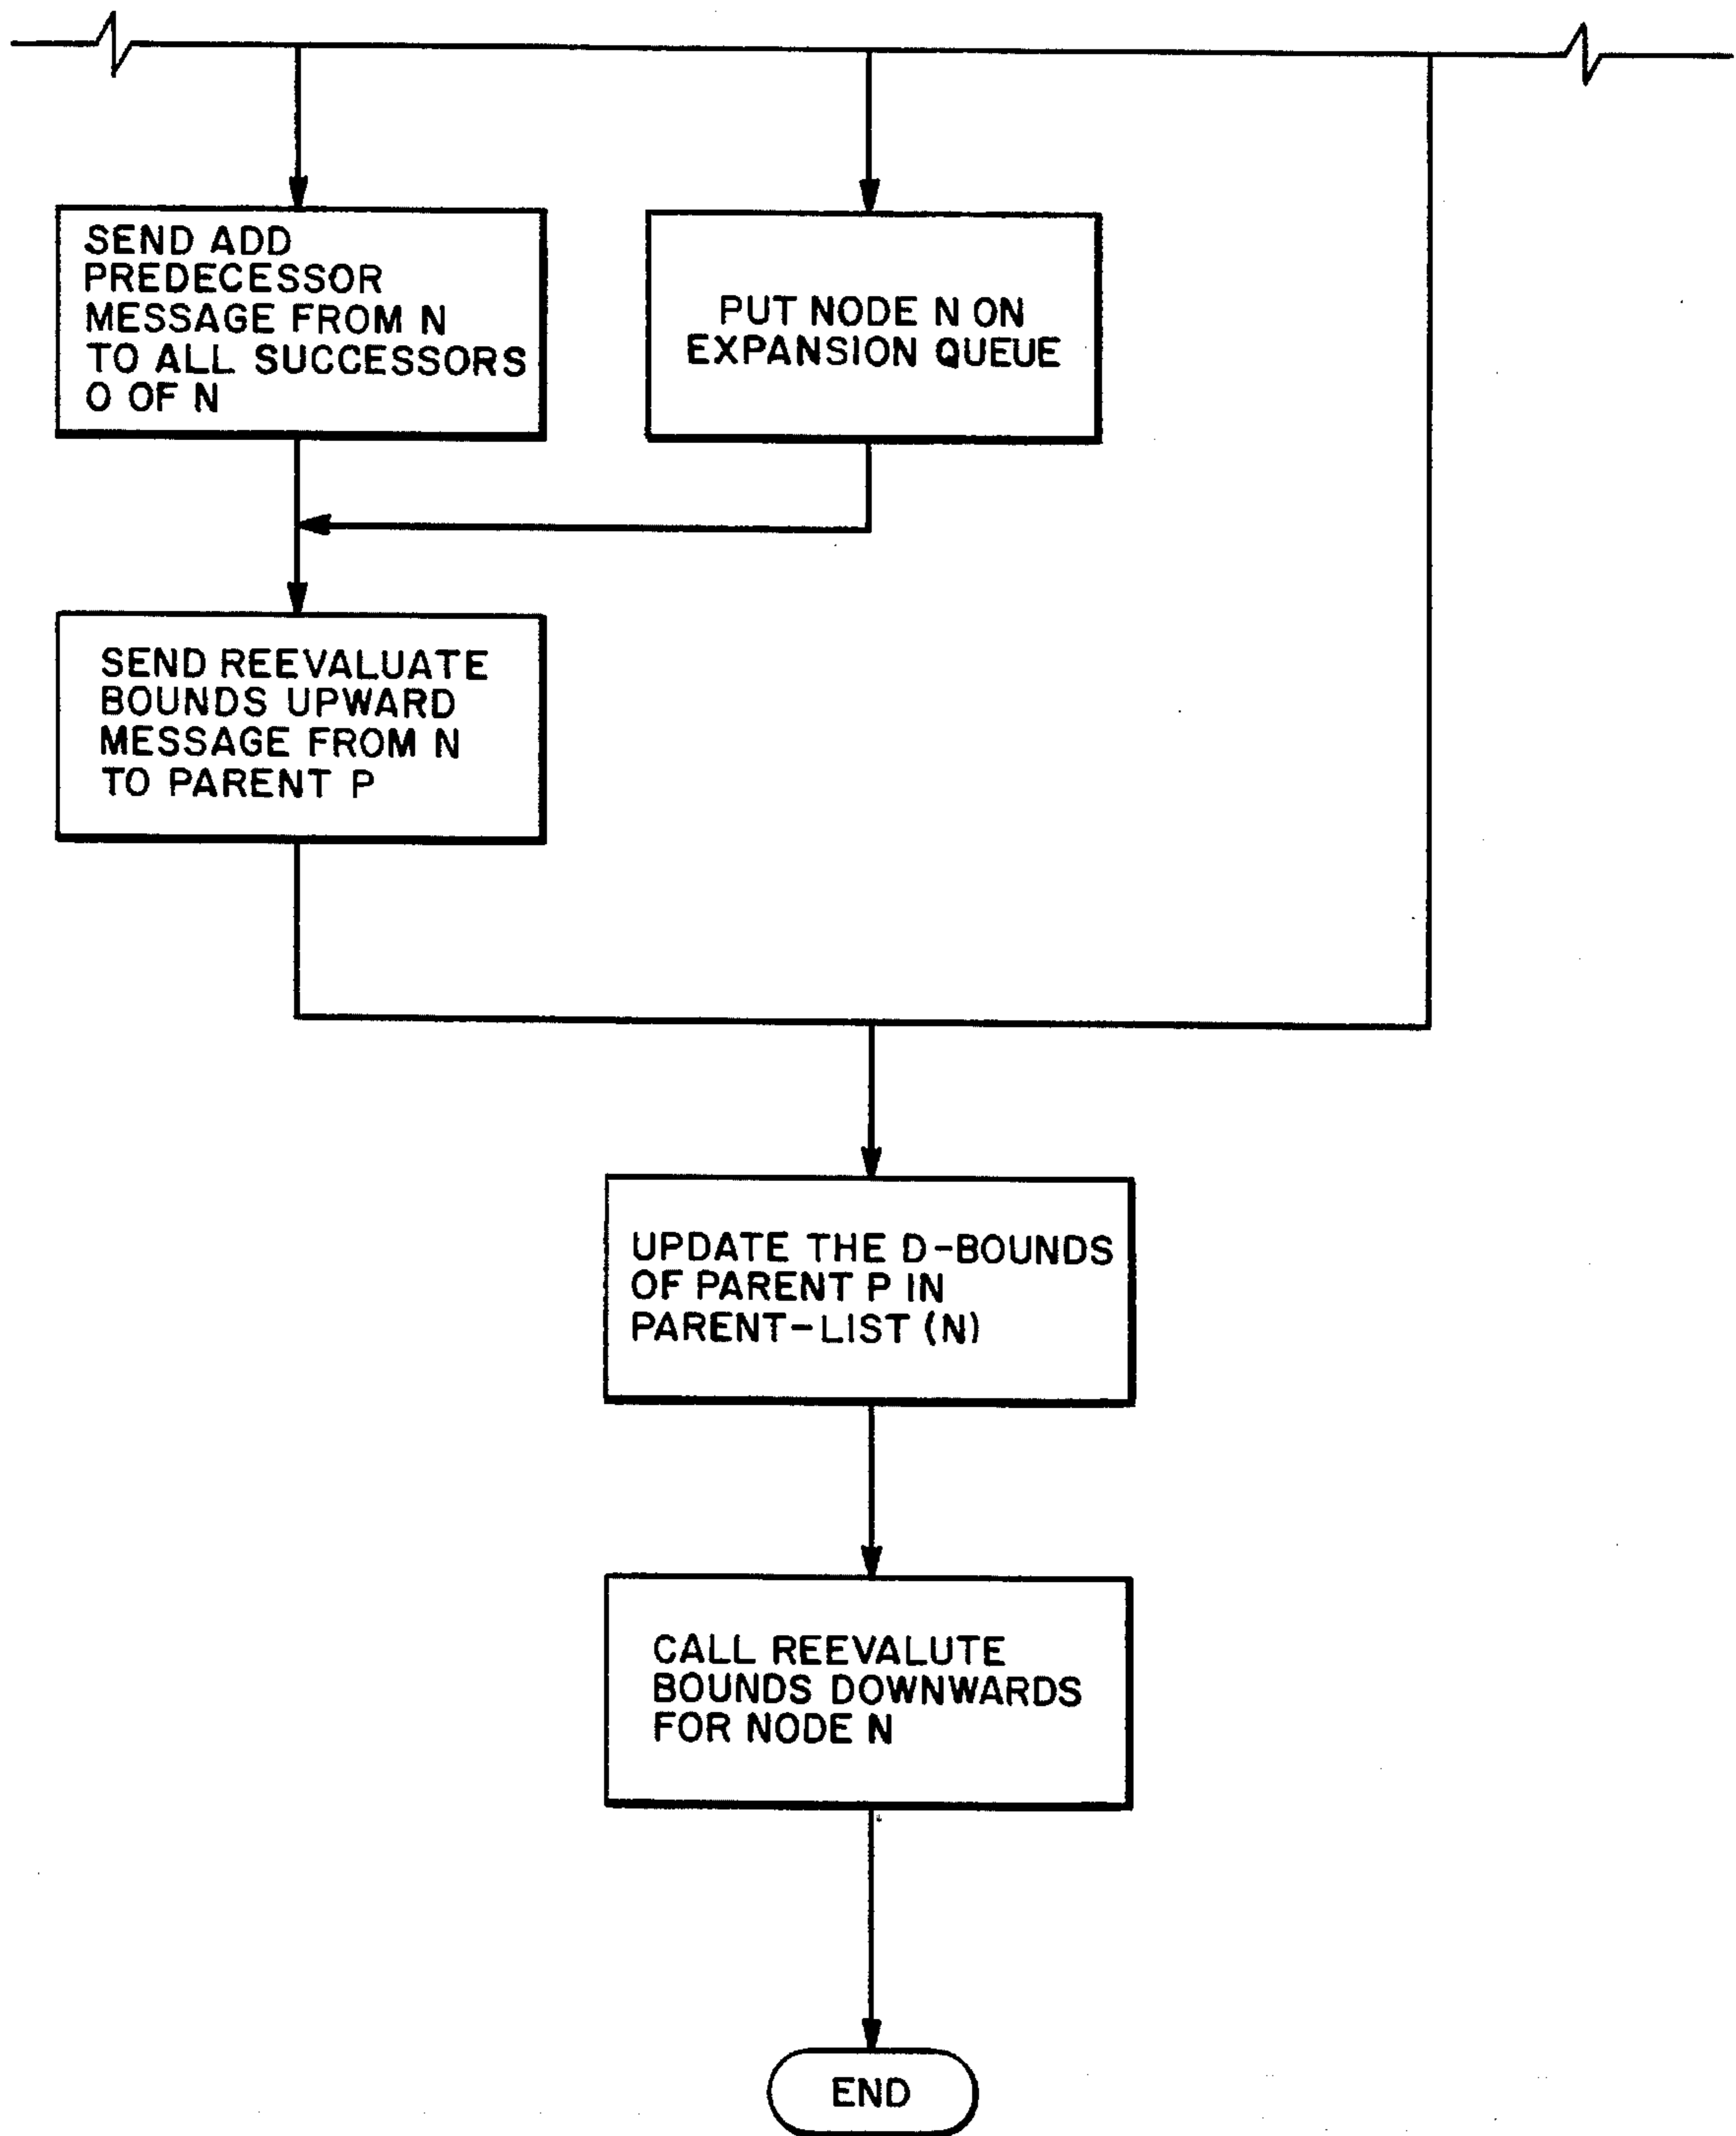 SEND ADD
PREDECESSOR
MESSAGE FROM N
TO ALL SUCCESSORS
O OF N
PUT NODE N ON
EXPANSION QUEUE
SEND REEVALUATE
BOUNDS UPWARD
MESSAGE FROM N
TO PARENT P
UPDATE THE D-BOUNDS
OF PARENT P IN
PARENT-LIST (N)
CALL REEVALUTE
BOUNDS DOWNWARDS
FOR NODE N
END